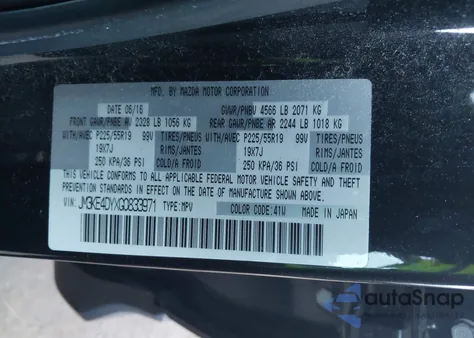 MFD. BY MAZDA MOTOR CORPORATION
DATE 06/16 GVWR/PNBV 4566 LB 2071 KG
FRONT GAWR/PNBE AV 2328 LB 1056 KG REAR GAWR/PNBE AR 2244 LB 1018 KG
WITH/AVEC P225/55R19 99V TIRES/PNEUS WITH/AVEC P225/55R19 99V TIRES/PNEUS
19X7J RIMS/JANTES 19X7J RIMS/JANTES
250 KPA/36 PSI COLD/A FROID 250 KPA/36 PSI COLD/A FROID
THIS VEHICLE CONFORMS TO ALL APPLICABLE FEDERAL MOTOR VEHICLE SAFETY AND THEFT
PREVENTION STANDARDS IN EFFECT ON THE DATE OF MANUFACTURE SHOWN ABOVE.
VIN: JM3KE4DYXG0833971 TYPE: MPV COLOR CODE: 41W MADE IN JAPAN
autoSnap